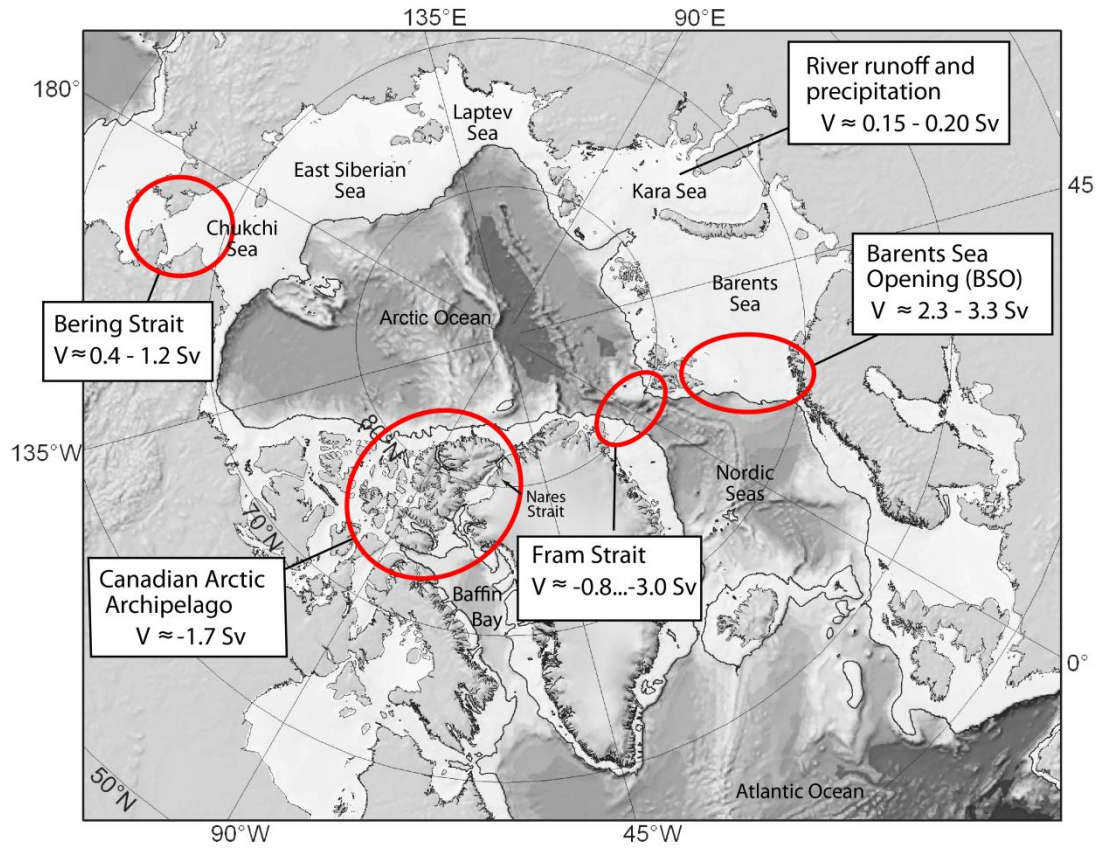 135°E
90°E
180°
River runoff and
precipitation
V ≈ 0.15 - 0.20 Sv
Laptev
Sea
East Siberian
Sea
Kara Sea
45
Chukchi
Sea
Barents Sea
Opening (BSO)
V ≈ 2.3 - 3.3 Sv
Barents
Sea
Bering Strait
V ≈ 0.4 - 1.2 Sv
Arctic Ocean
135°W
80°N
Nordic
Seas
Nares
Strait
70°N
Fram Strait
V ≈ -0.8...-3.0 Sv
Canadian Arctic
Archipelago
V ≈ -1.7 Sv
Baffin
Bay
0°
50°N
Atlantic Ocean
90°W
45°W